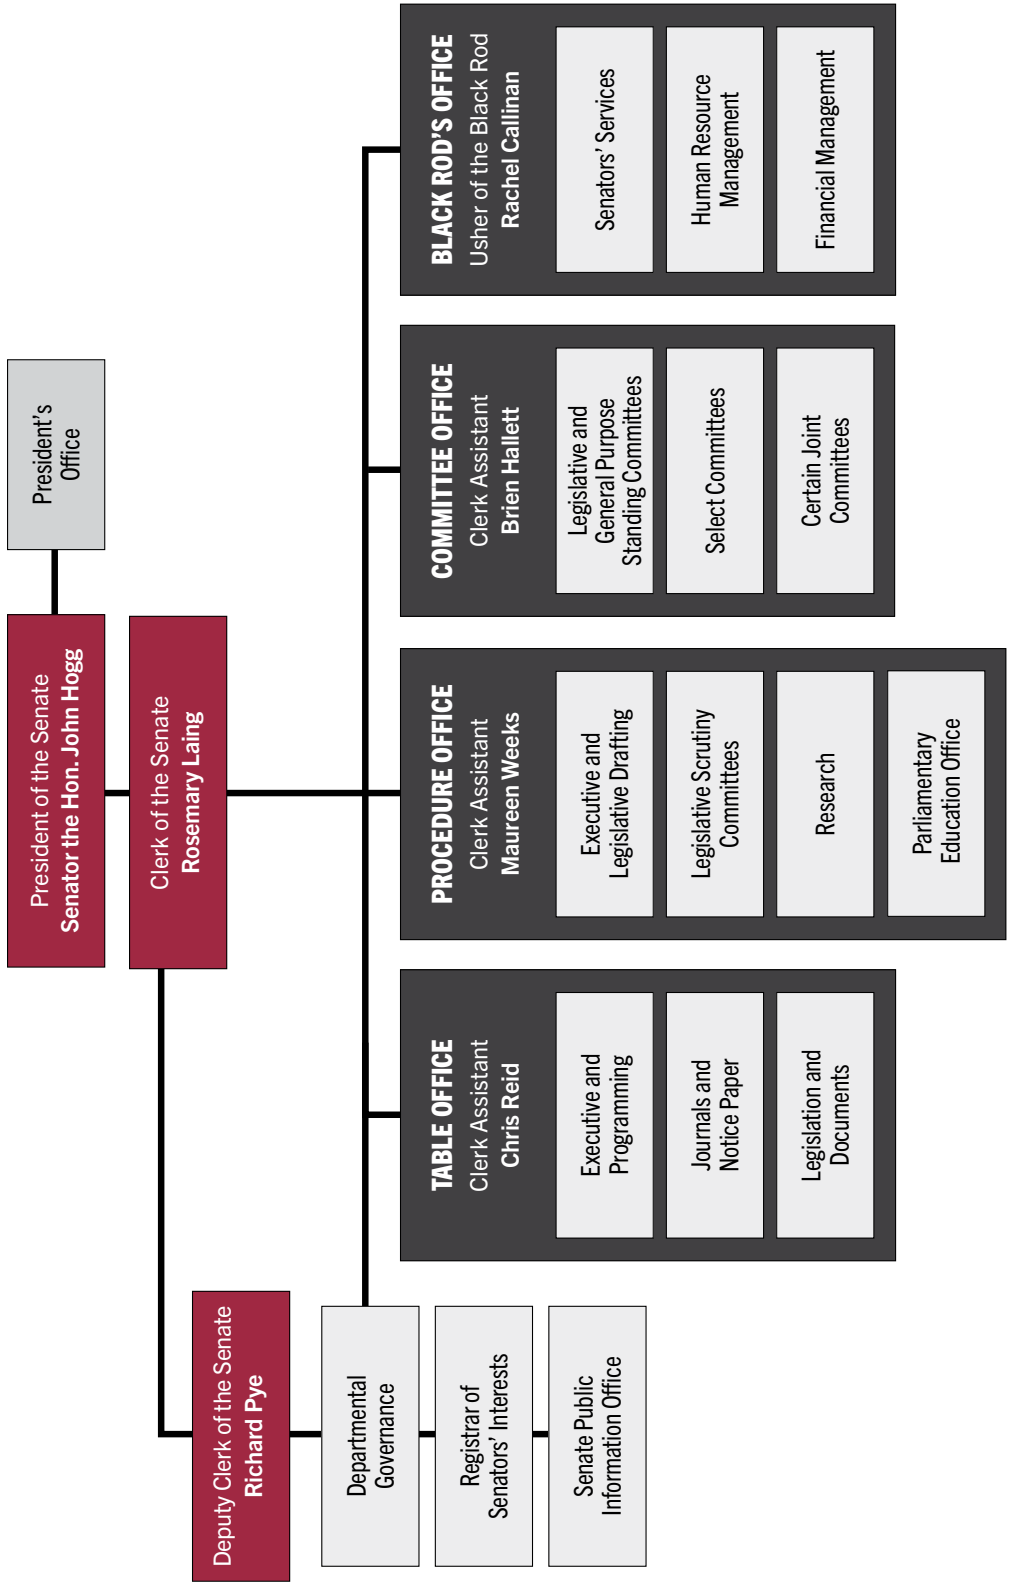 President of the Senate
Senator the Hon. John Hogg
President's
Office
Clerk of the Senate
Rosemary Laing
Deputy Clerk of the Senate
Richard Pye
Departmental
Governance
Registrar of
Senators' Interests
Senate Public
Information Office
TABLE OFFICE
Clerk Assistant
Chris Reid
Executive and
Programming
Journals and
Notice Paper
Legislation and
Documents
PROCEDURE OFFICE
Clerk Assistant
Maureen Weeks
Executive and
Legislative Drafting
Legislative Scrutiny
Committees
Research
Parliamentary
Education Office
COMMITTEE OFFICE
Clerk Assistant
Brien Hallett
Legislative and
General Purpose
Standing Committees
Select Committees
Certain Joint
Committees
BLACK ROD'S OFFICE
Usher of the Black Rod
Rachel Callinan
Senators' Services
Human Resource
Management
Financial Management